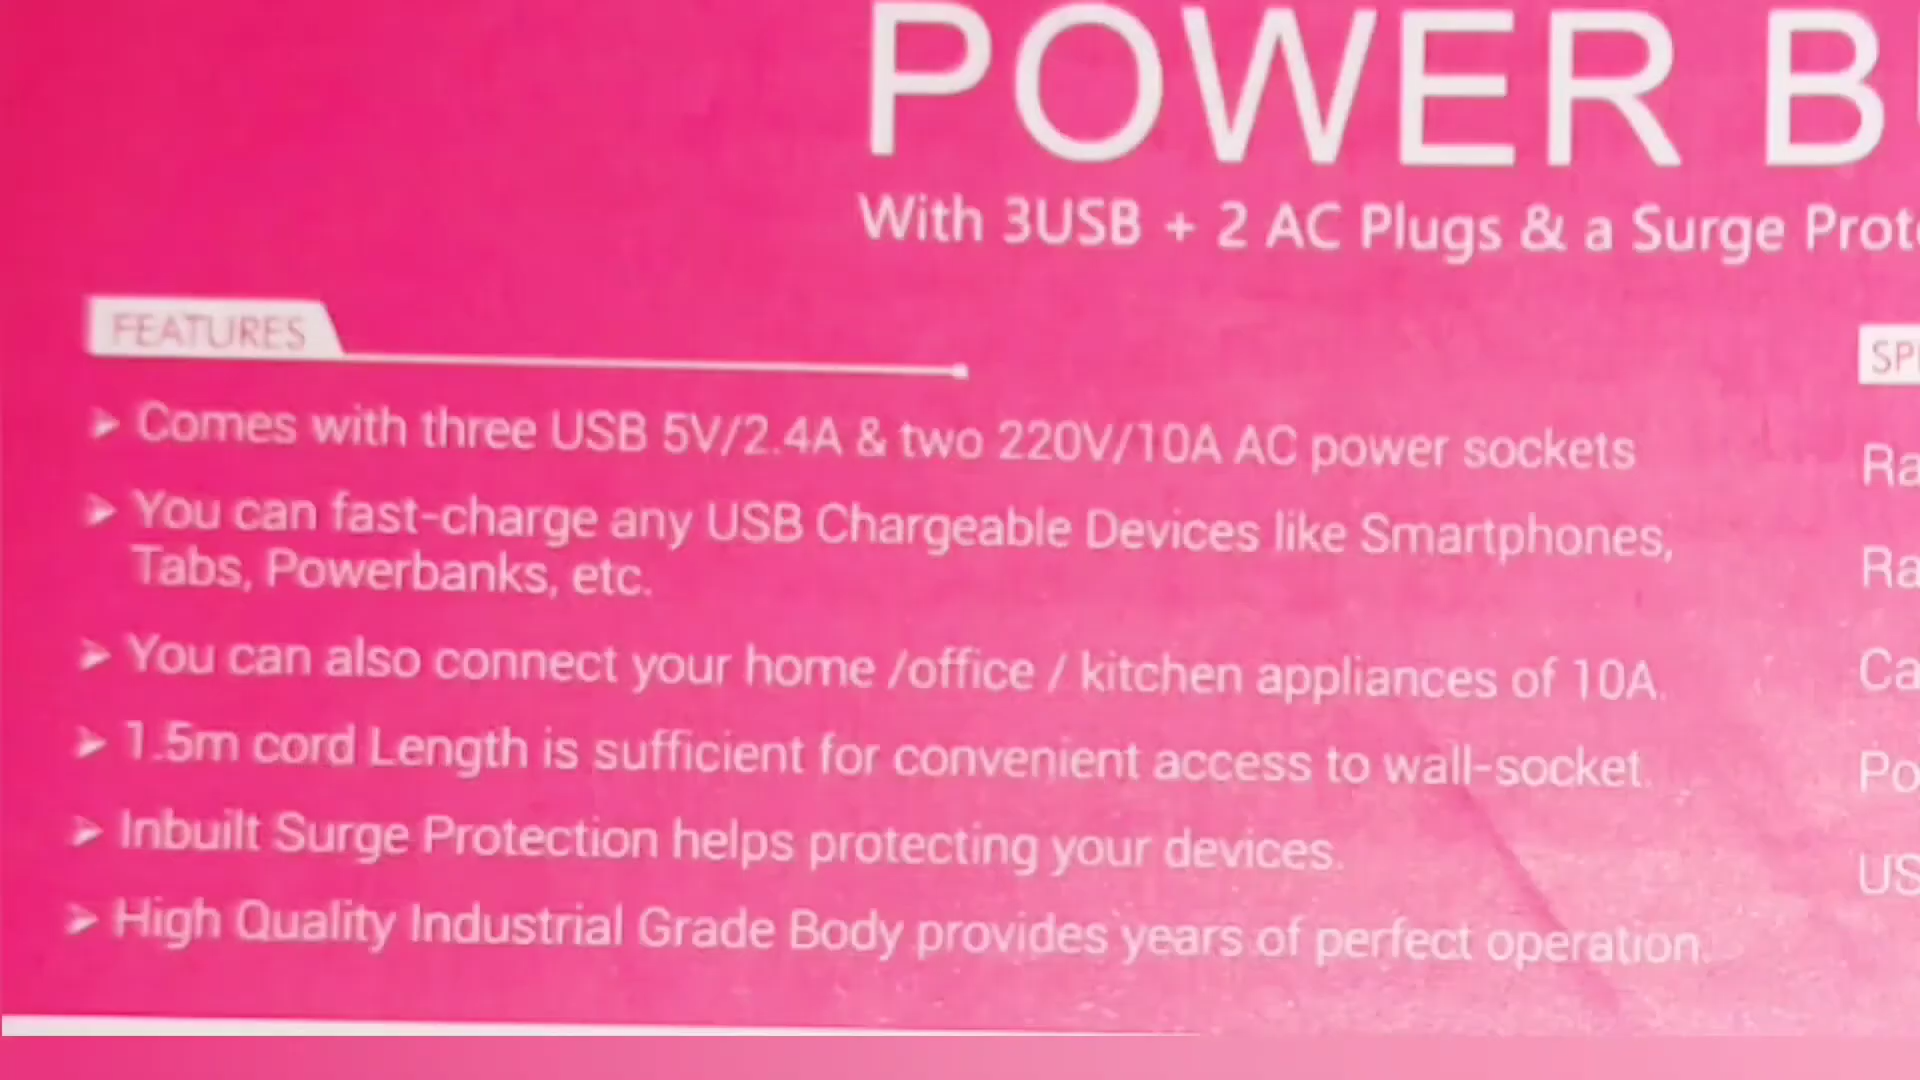 POWER B
With 3USB + 2 AC Plugs & a Surge Prot
FEATURES
➤ Comes with three USB 5V/2.4A & two 220V/10A AC power sockets
➤ You can fast-charge any USB Chargeable Devices like Smartphones,
Tabs, Powerbanks, etc.
➤ You can also connect your home /office / kitchen appliances of 10A.
➤ 1.5m cord Length is sufficient for convenient access to wall-socket.
➤ Inbuilt Surge Protection helps protecting your devices.
➤ High Quality Industrial Grade Body provides years of perfect operation.
SP
Ra
Ra
Ca
Po
US